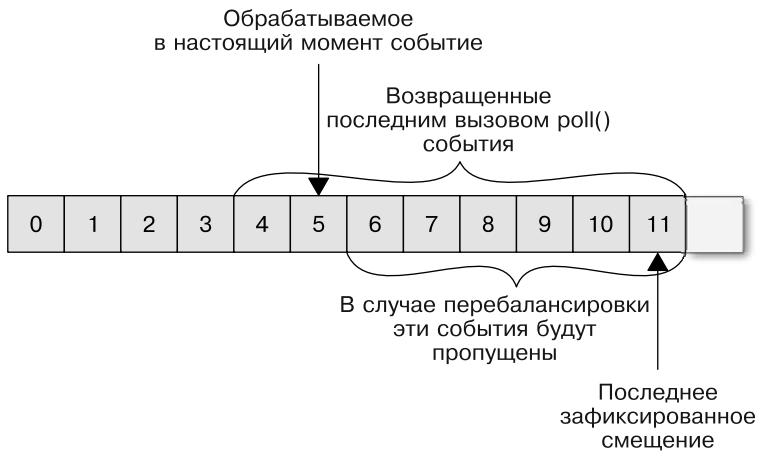 Обрабатываемое
в настоящий момент событие
Возвращенные
последним вызовом poll()
события
0 1 2 3 4 5 6 7 8 9 10 11
В случае перебалансировки
эти события будут
пропущены
Последнее
зафиксированное
смещение